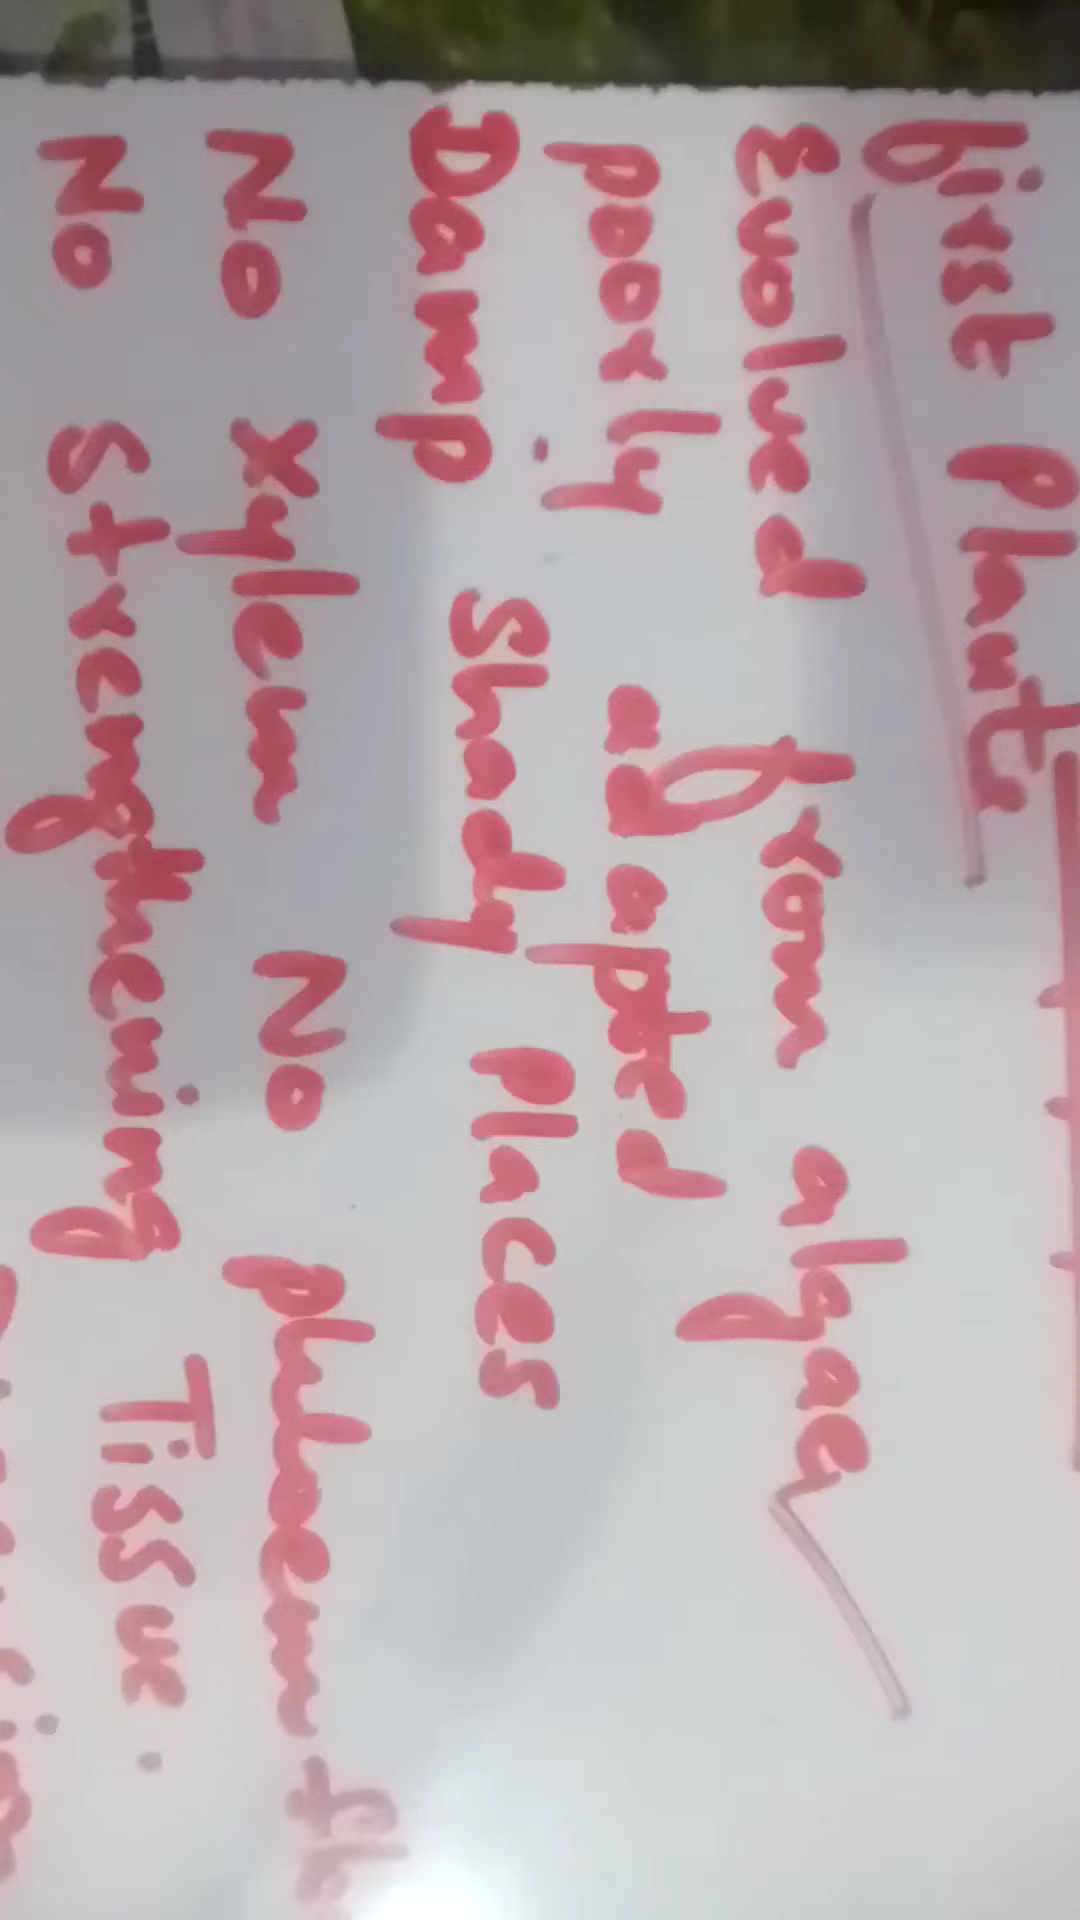 first Plants
Evolved from algae
poorly adapted
Damp Shady Places
No Xylem No phloem
No Strengthening Tissue.